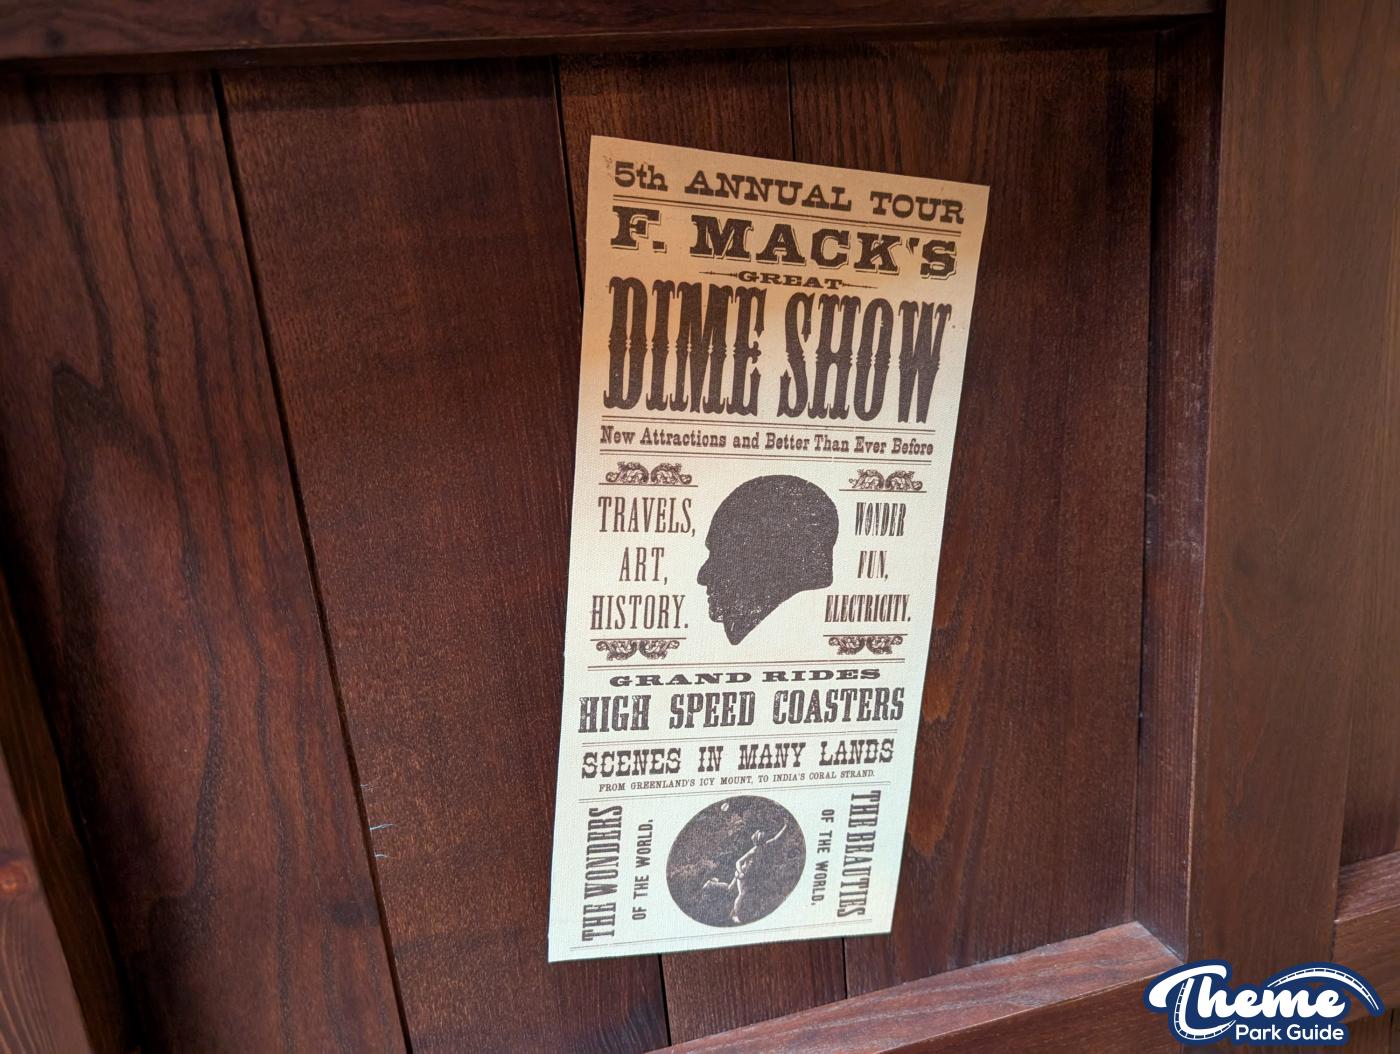 5th ANNUAL TOUR
F. MACK'S
GREAT
DIME SHOW
New Attractions and Better Than Ever Before
TRAVELS,
ART,
HISTORY.
WONDER
FUN,
ELECTRICITY.
GRAND RIDES
HIGH SPEED COASTERS
SCENES IN MANY LANDS
FROM GREENLAND'S ICY MOUNT, TO INDIA'S CORAL STRAND.
THE WONDERS
OF THE WORLD.
THE BEAUTIES
OF THE WORLD,
Theme
Park Guide